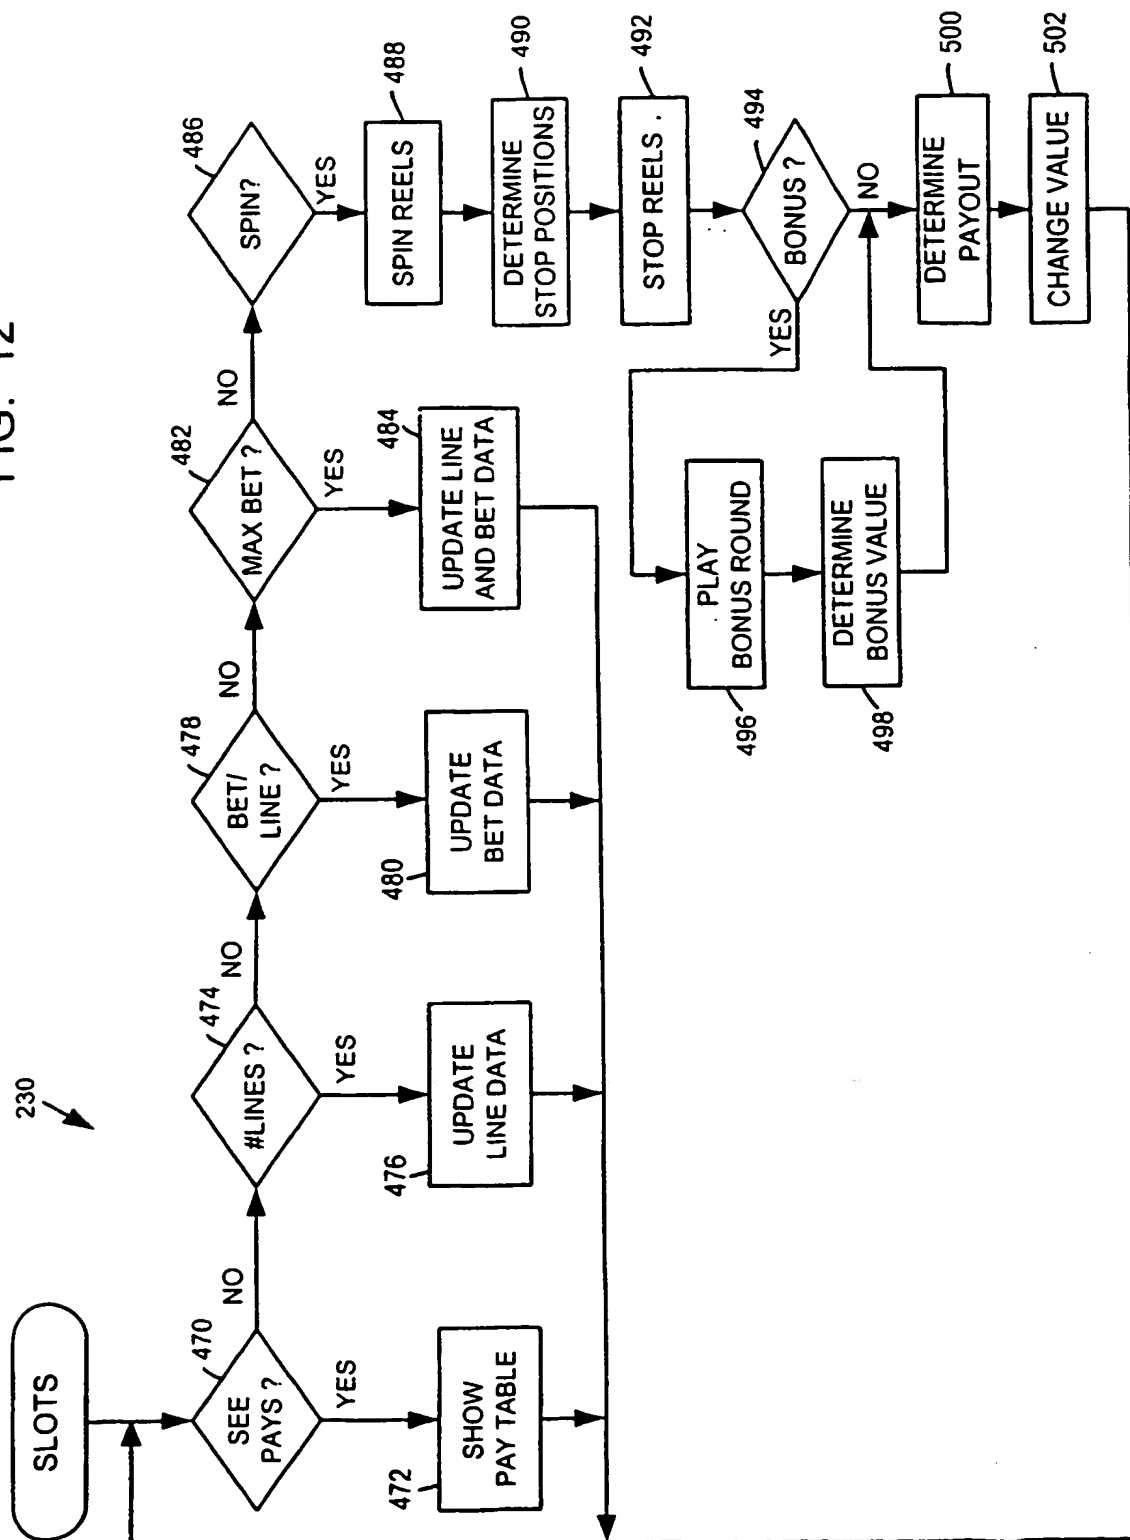 FIG. 12
230
SLOTS
470
SEE
PAYS ?
NO
YES
472
SHOW
PAY TABLE
474
#LINES ?
NO
YES
476
UPDATE
LINE DATA
478
BET/
LINE ?
NO
YES
480
UPDATE
BET DATA
482
MAX BET ?
NO
YES
484
UPDATE LINE
AND BET DATA
486
SPIN?
YES
488
SPIN REELS
490
DETERMINE
STOP POSITIONS
492
STOP REELS .
494
BONUS ?
YES
NO
496
PLAY
BONUS ROUND
498
DETERMINE
BONUS VALUE
500
DETERMINE
PAYOUT
502
CHANGE VALUE